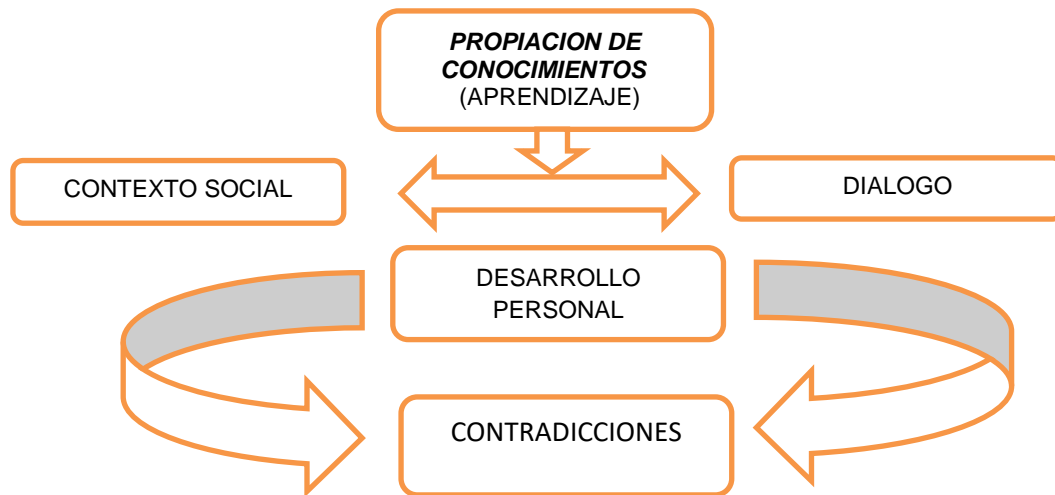 PROPIACION DE
CONOCIMIENTOS
(APRENDIZAJE)
CONTEXTO SOCIAL
DIALOGO
DESARROLLO
PERSONAL
CONTRADICCIONES